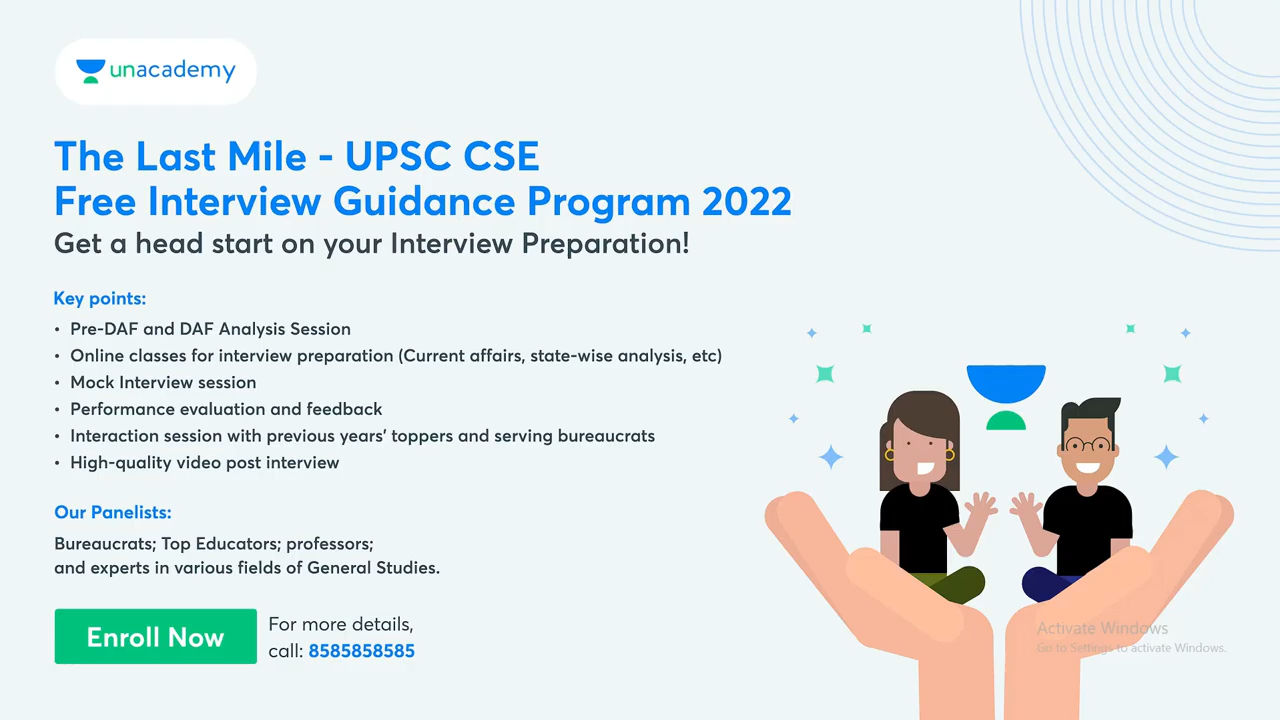 unacademy
The Last Mile - UPSC CSE
Free Interview Guidance Program 2022
Get a head start on your Interview Preparation!
Key points:
• Pre-DAF and DAF Analysis Session
• Online classes for interview preparation (Current affairs, state-wise analysis, etc)
• Mock Interview session
• Performance evaluation and feedback
• Interaction session with previous years' toppers and serving bureaucrats
• High-quality video post interview
Our Panelists:
Bureaucrats; Top Educators; professors;
and experts in various fields of General Studies.
Enroll Now
For more details,
call: 8585858585
Activate Windows
Go to Settings to activate Windows.